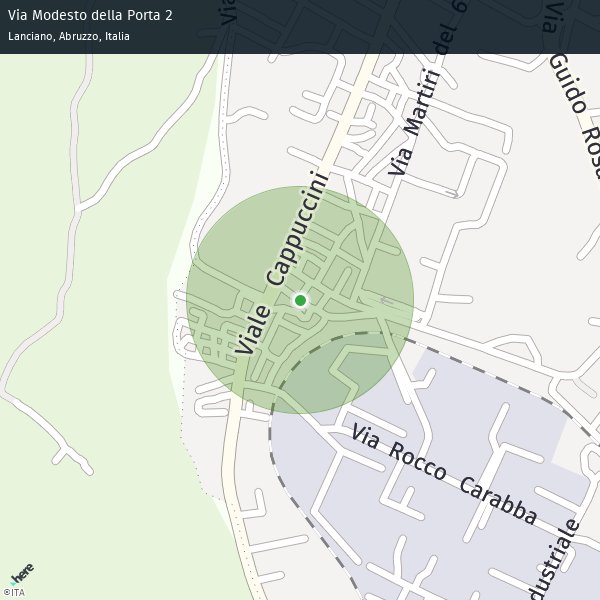 Via Modesto della Porta 2
Lanciano, Abruzzo, Italia
Via
Via Martiri del 6
Via
Guido Rosa
Viale Cappuccini
Via Rocco Carabba
dustriale
here
©ITA